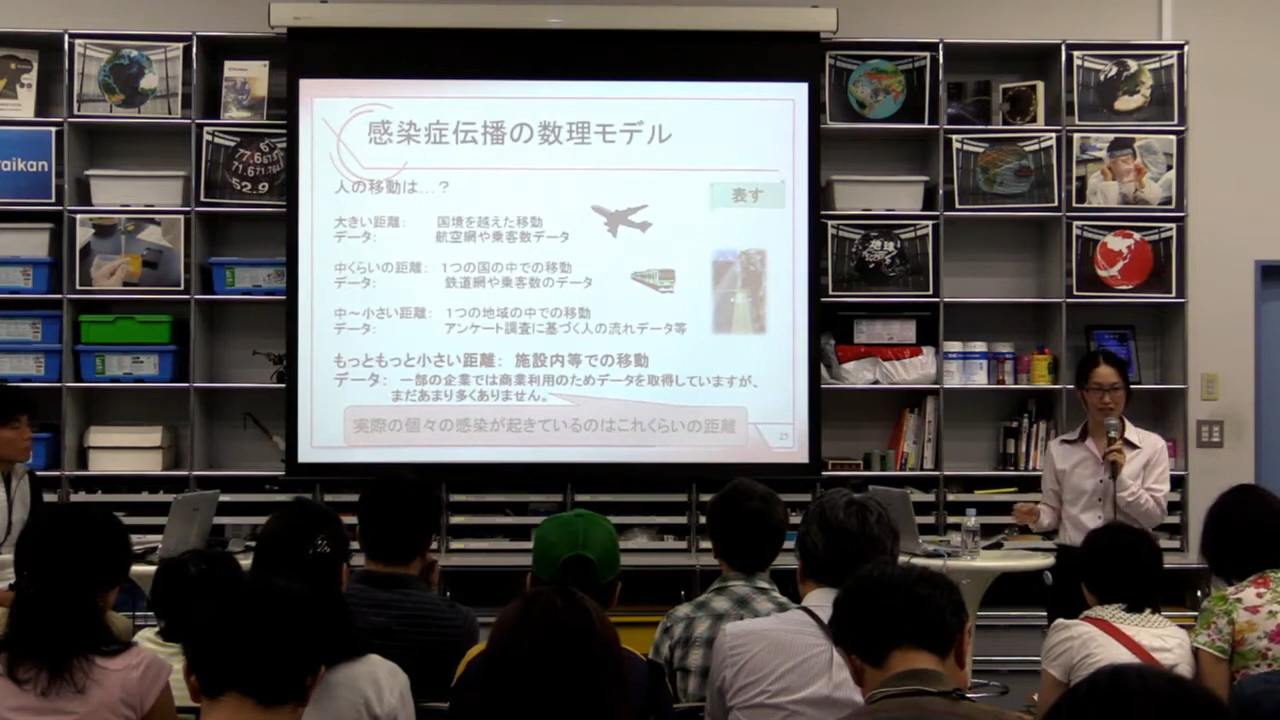 感染症伝播の数理モデル
人の移動は…？
表す
大きい距離： 国境を越えた移動
データ： 航空網や乗客数データ
中くらいの距離： 1つの国の中での移動
データ： 鉄道網や乗客数のデータ
中～小さい距離： 1つの地域の中での移動
データ： アンケート調査に基づく人の流れデータ等
もっともっと小さい距離： 施設内等での移動
データ： 一部の企業では商業利用のためデータを取得していますが、
まだあまり多くありません。
実際の個々の感染が起きているのはこれくらいの距離
raikan
52.9
地球